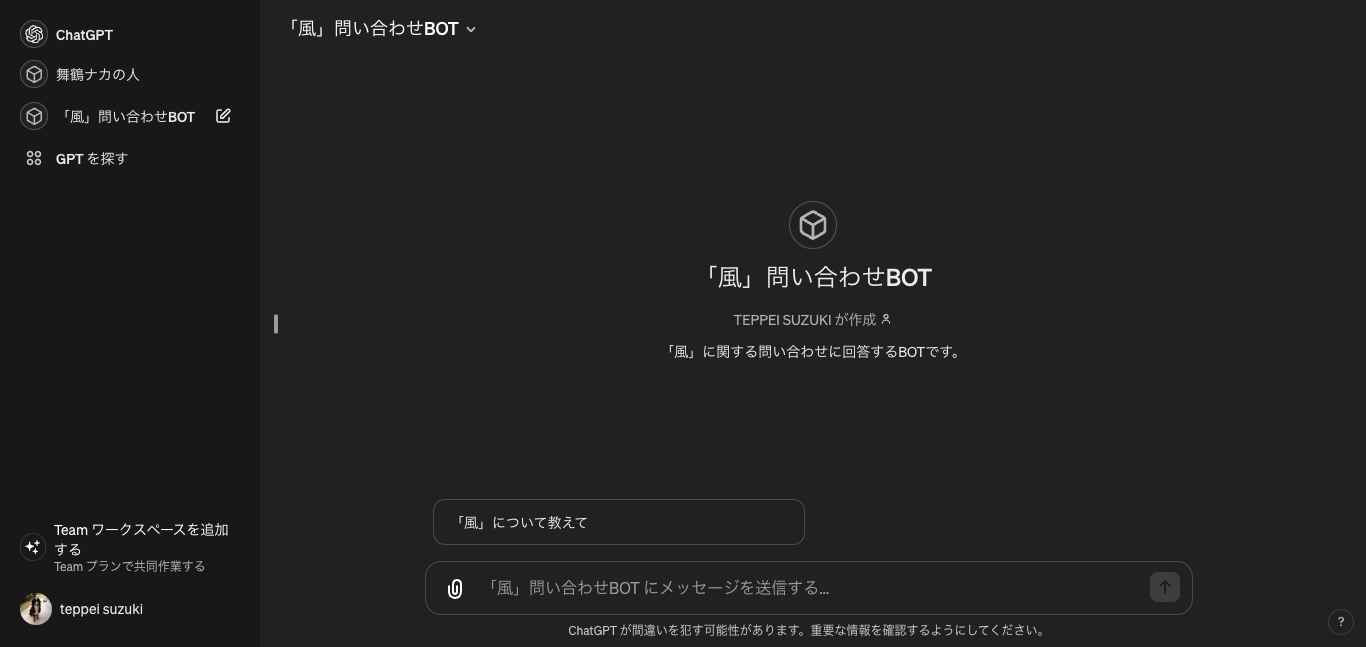 ChatGPT
舞鶴ナカの人
「風」問い合わせBOT
GPT を探す
Team ワークスペースを追加
する
Team プランで共同作業する
teppei suzuki
「風」問い合わせBOT
「風」問い合わせBOT
TEPPEI SUZUKI が作成
「風」に関する問い合わせに回答するBOTです。
「風」について教えて
「風」問い合わせBOT にメッセージを送信する...
ChatGPT が間違いを犯す可能性があります。重要な情報を確認するようにしてください。
?